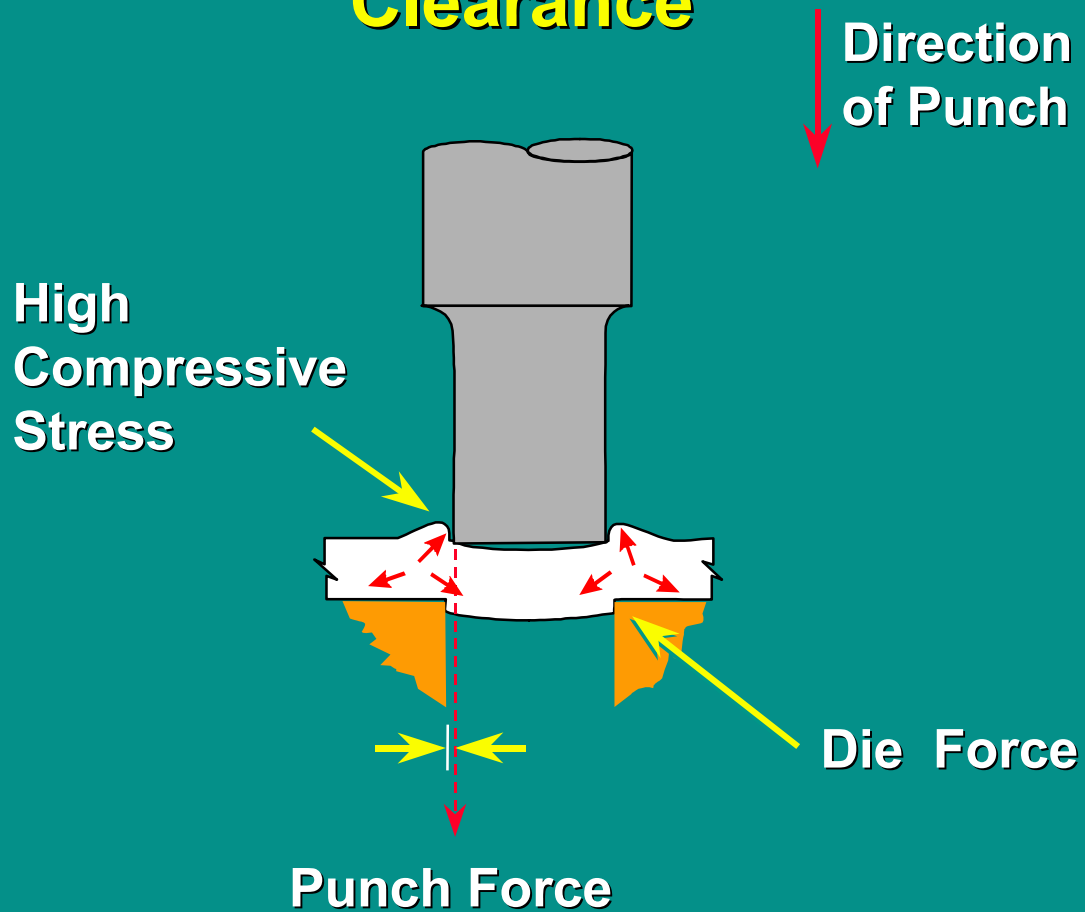 Clearance
Direction
of Punch
High
Compressive
Stress
Die Force
Punch Force